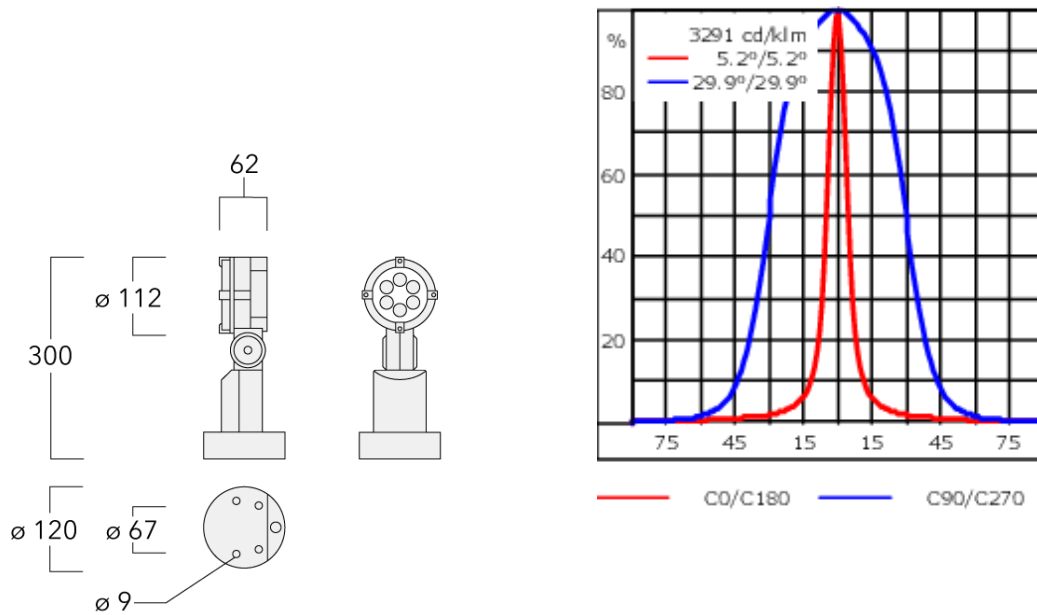 62
ø 112
300
ø 120
ø 67
ø 9
%
3291 cd/klm
5.2º/5.2º
29.9º/29.9º
80
60
40
20
75 45 15 15 45 75
C0/C180 C90/C270